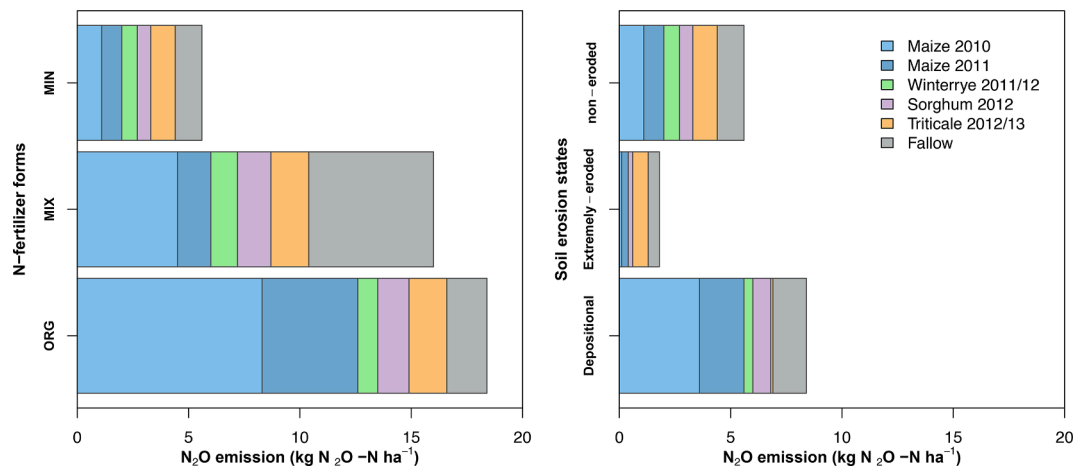 N−fertilizer forms
MIN
MIX
ORG
0 5 10 15 20
N2O emission (kg N 2O −N ha−1)
Soil erosion states
non − eroded
Extremely − eroded
Depositional
Maize 2010
Maize 2011
Winterrye 2011/12
Sorghum 2012
Triticale 2012/13
Fallow
0 5 10 15 20
N2O emission (kg N 2O −N ha−1)